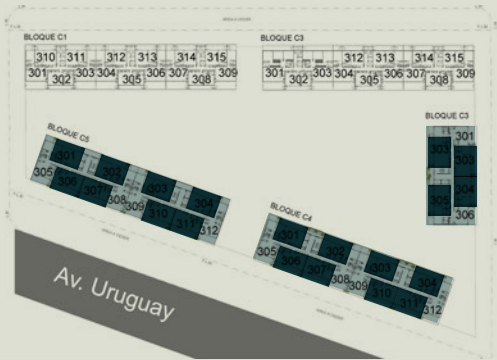 BLOQUE C1
310 311 312 313 314 315
301 302 303 304 305 306 307 308 309
BLOQUE C3
312 313 314 315
301 302 303 304 305 306 307 308 309
BLOQUE C3
301
303
303
304
305
306
BLOQUE C5
301 302 303 304
305 306 307 308 309 310 311 312
BLOQUE C4
301 302 303 304
305 306 307 308 309 310 311 312
Av. Uruguay